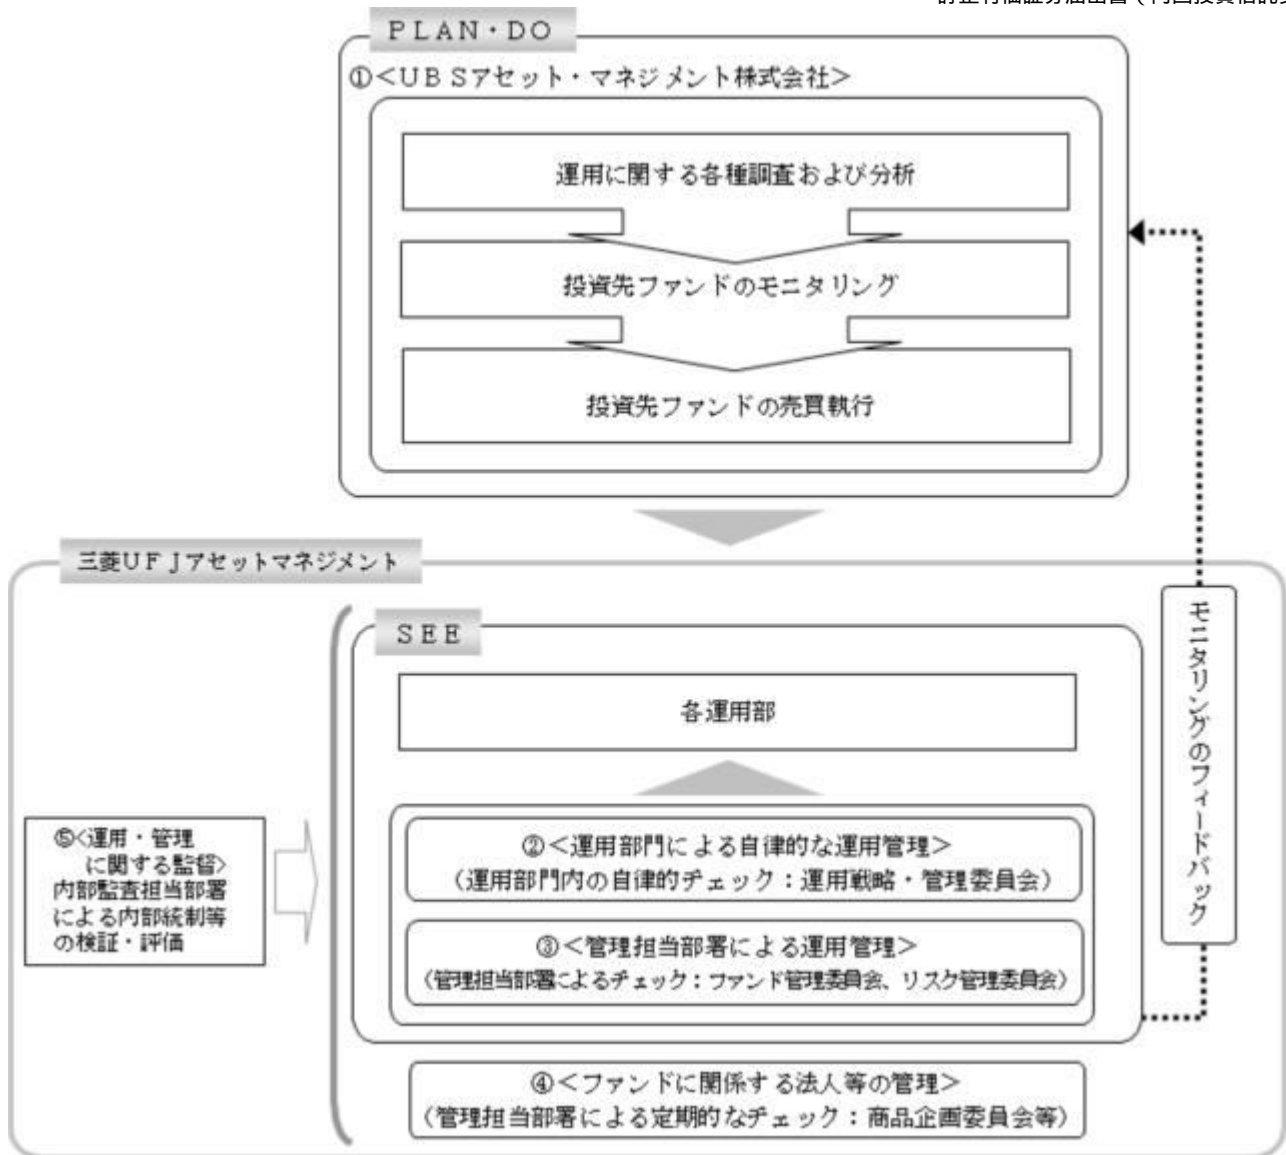 PLAN・DO
①<UBSアセット・マネジメント株式会社>
運用に関する各種調査および分析
投資先ファンドのモニタリング
投資先ファンドの売買執行
三菱UFJアセットマネジメント
SEE
各運用部
モニタリングのフィードバック
⑤<運用・管理
に関する監督>
内部監査担当部署
による内部統制等
の検証・評価
②<運用部門による自律的な運用管理>
(運用部門内の自律的チェック:運用戦略・管理委員会)
③<管理担当部署による運用管理>
(管理担当部署によるチェック:ファンド管理委員会、リスク管理委員会)
④<ファンドに関係する法人等の管理>
(管理担当部署による定期的なチェック:商品企画委員会等)